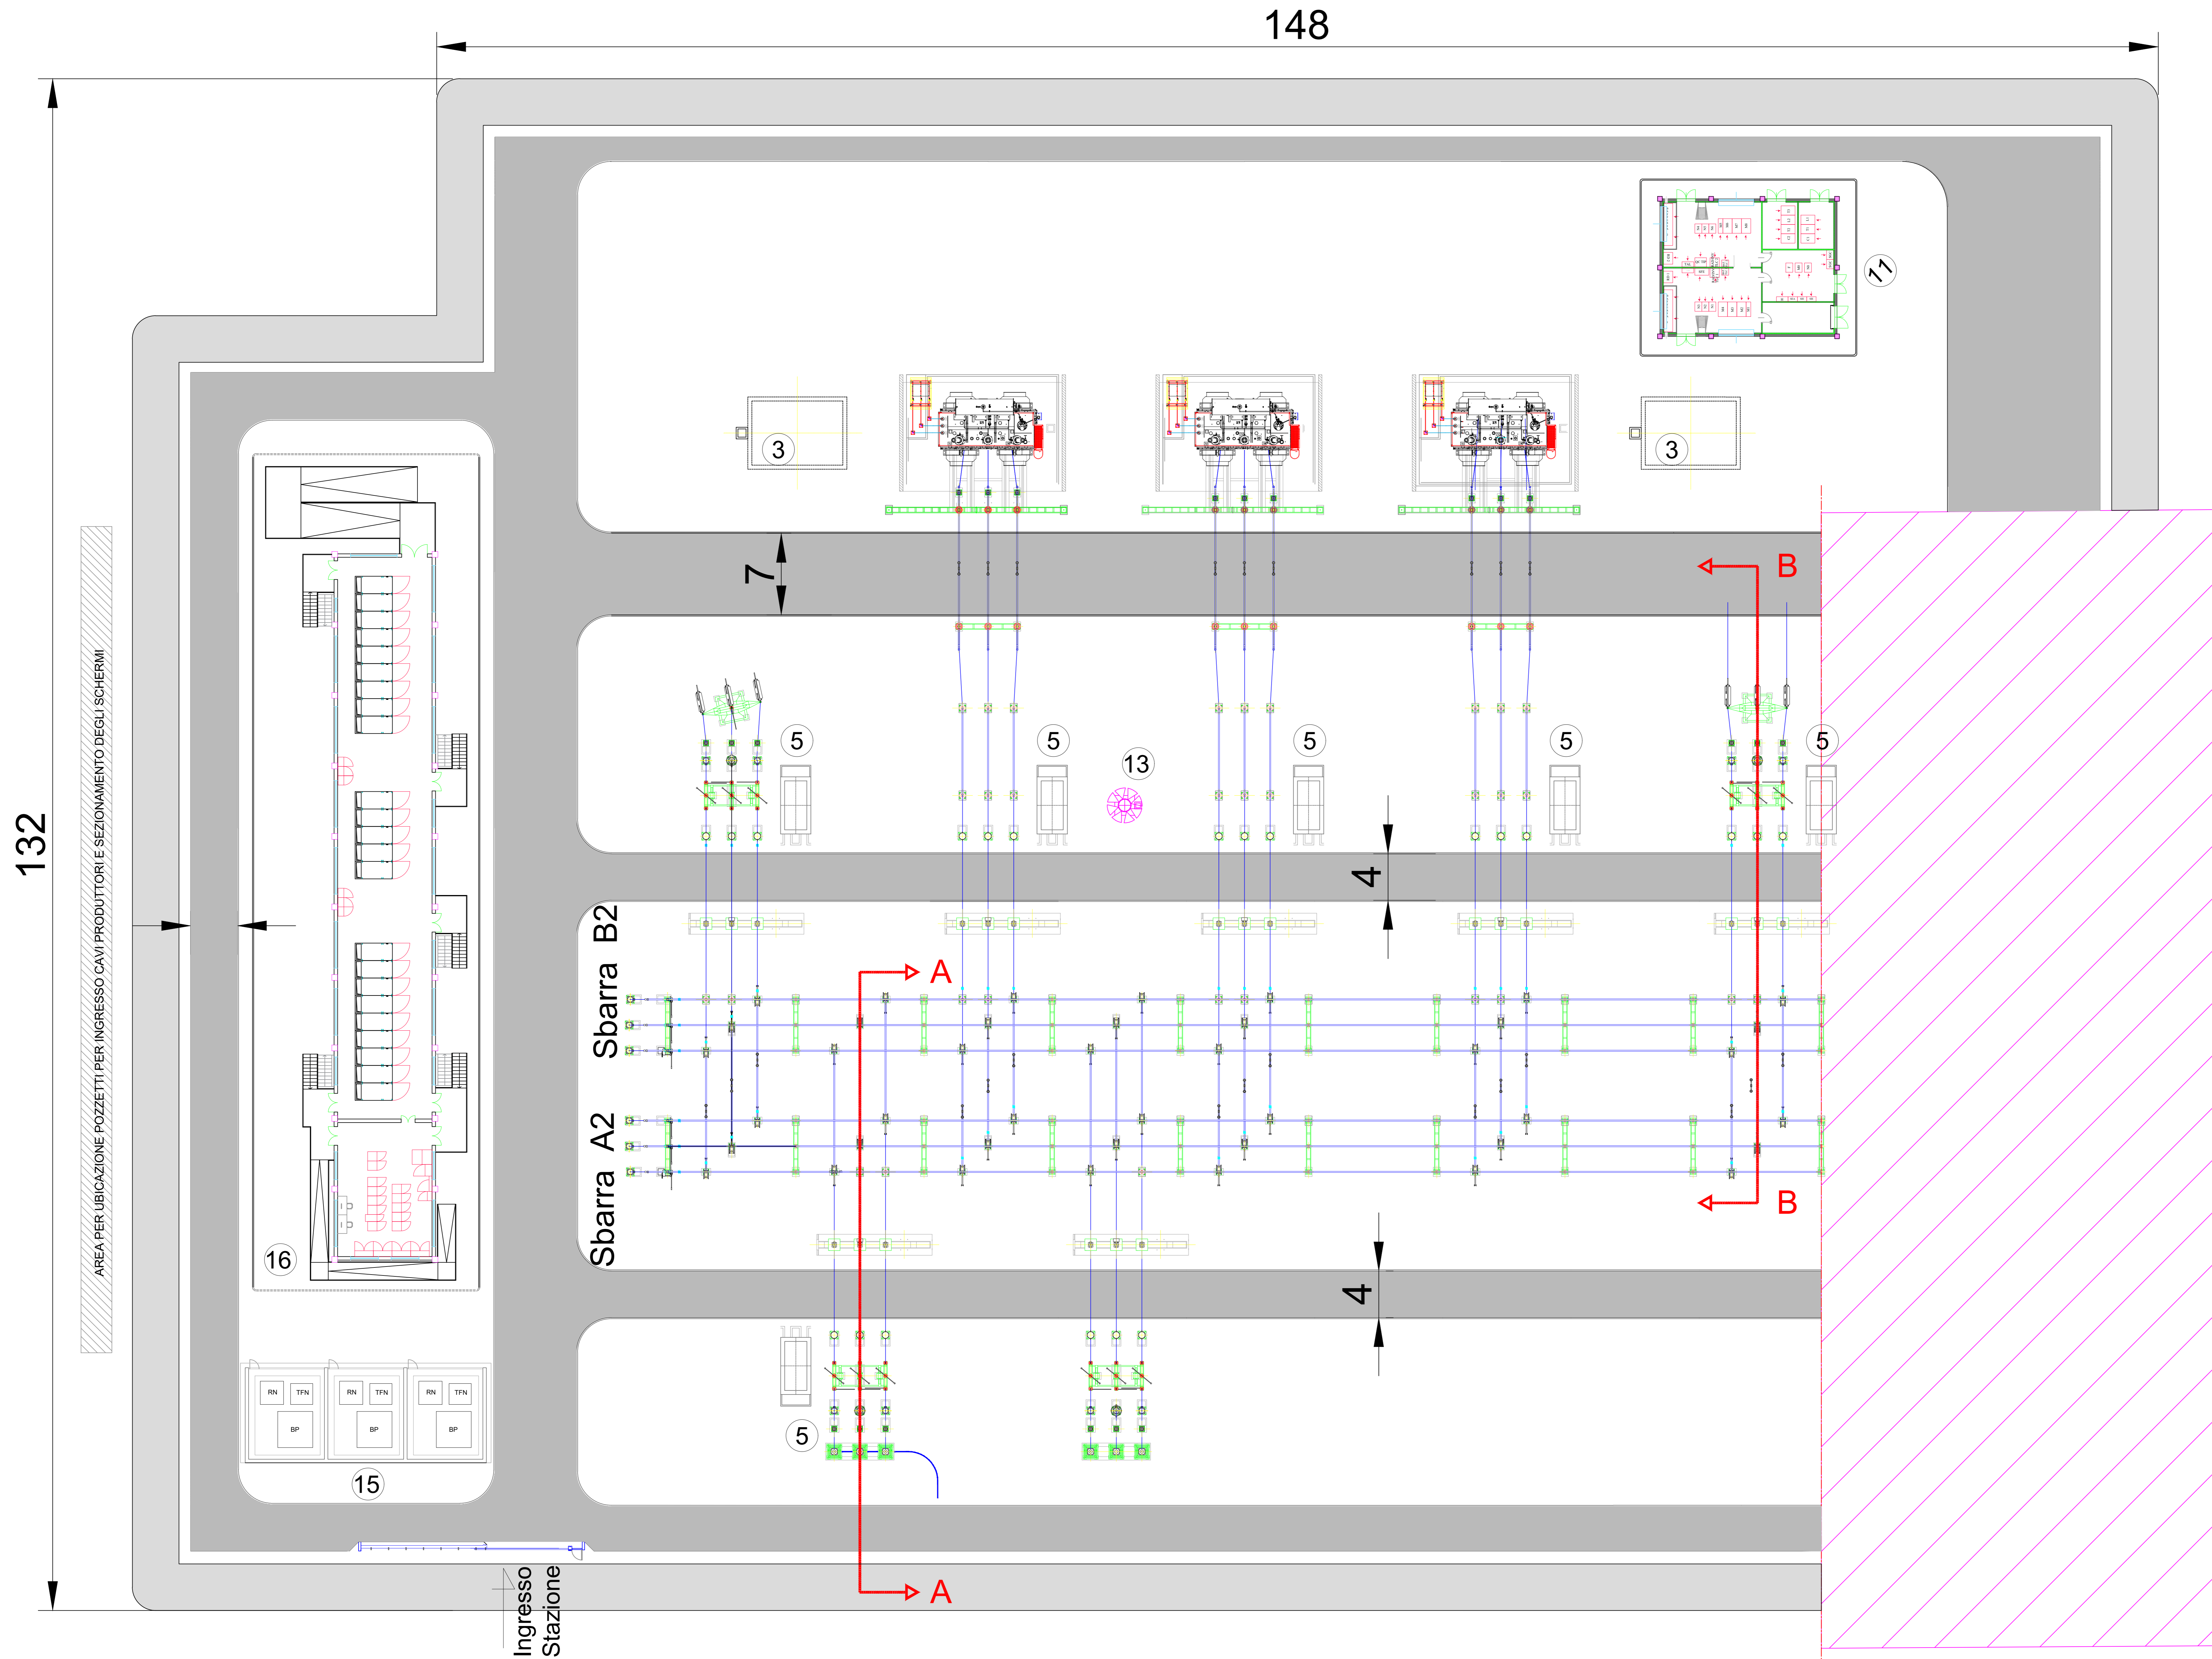 148
132
11
3
3
7
B
5
5
5
5
5
13
4
Sbarra B2
A
Sbarra A2
B
AREA PER UBICAZIONE POZZETTI PER INGRESSO CAVI PRODUTTORI E SEZIONAMENTO DEGLI SCHERMI
16
4
RN
TFN
RN
TFN
RN
TFN
BP
BP
BP
5
15
A
Ingresso
Stazione